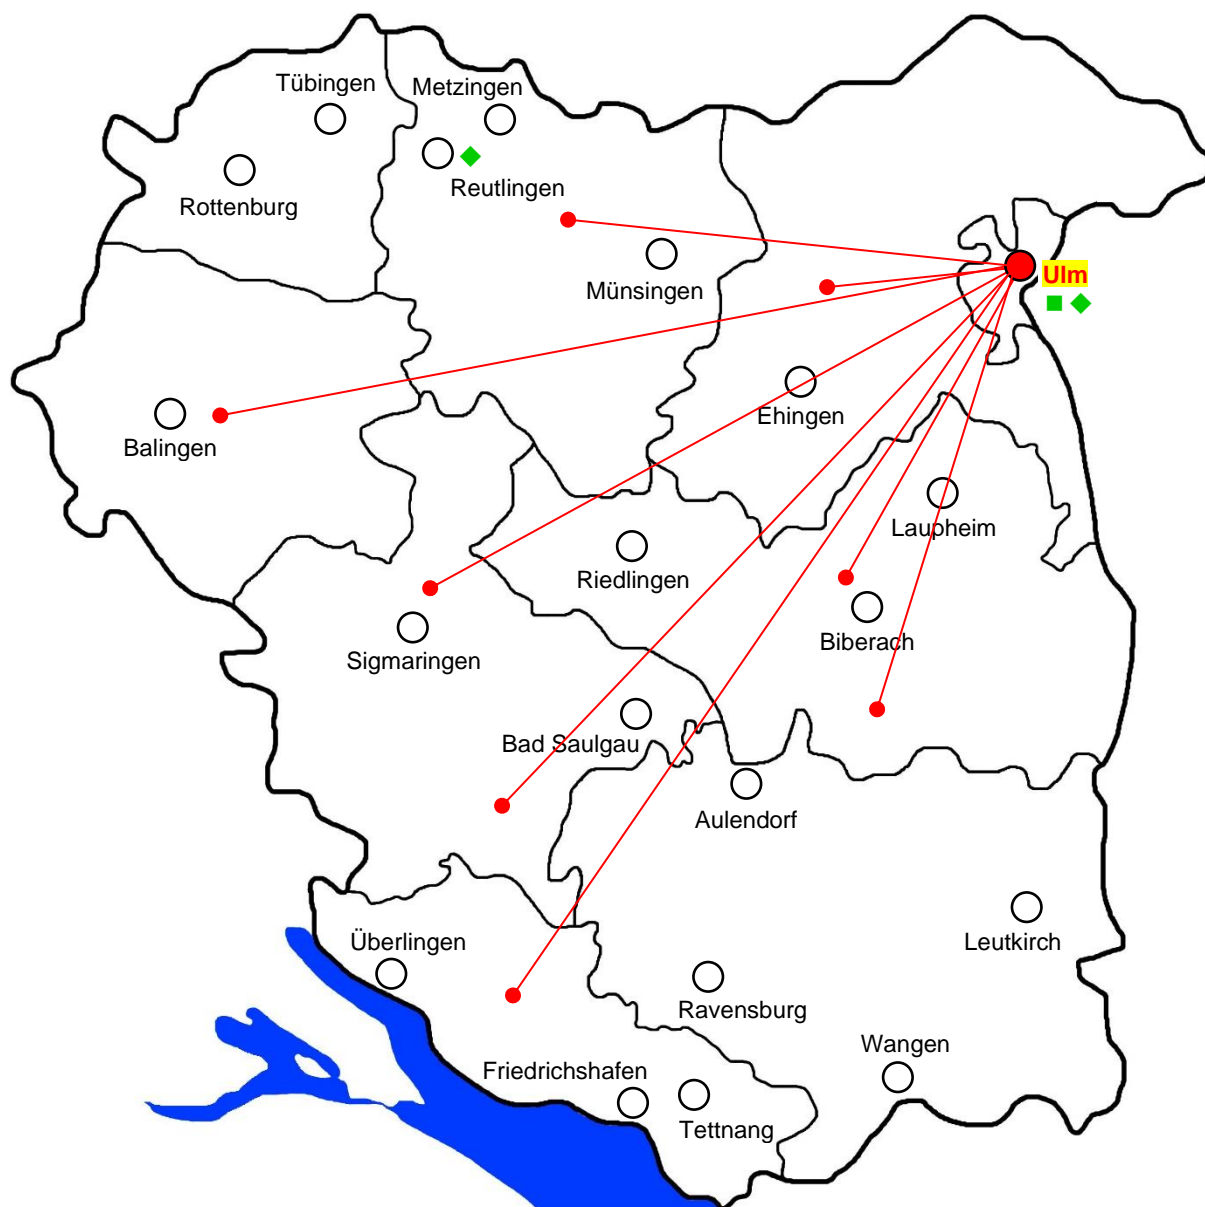 Tübingen
Metzingen
Rottenburg
Reutlingen
Münsingen
Ulm
Balingen
Ehingen
Laupheim
Riedlingen
Biberach
Sigmaringen
Bad Saulgau
Aulendorf
Überlingen
Leutkirch
Ravensburg
Wangen
Friedrichshafen
Tettnang